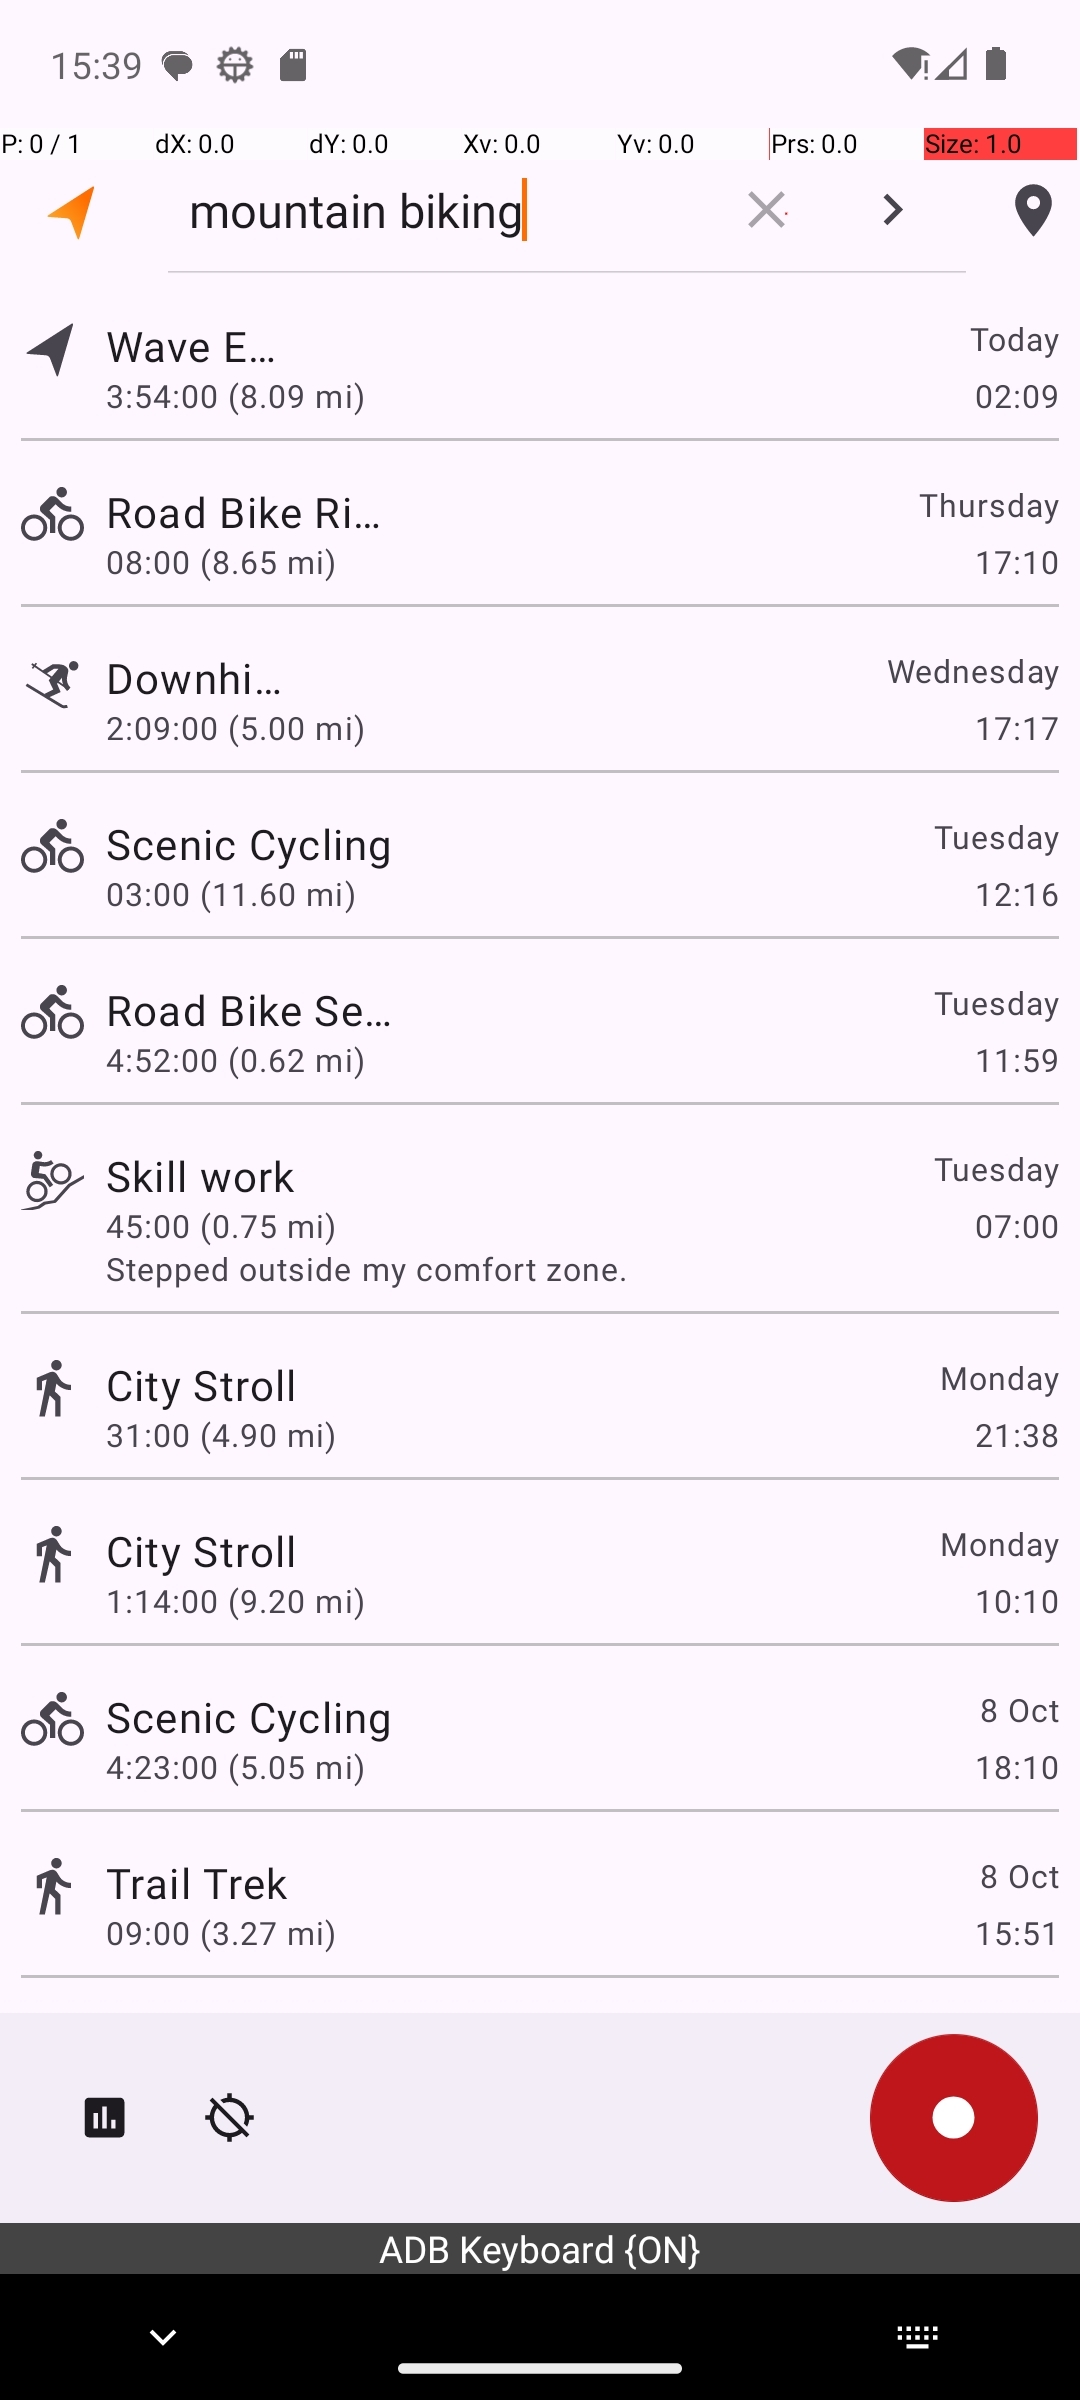 15:39
P: 0 / 1 dX: 0.0 dY: 0.0 Xv: 0.0 Yv: 0.0 Prs: 0.0 Size: 1.0
mountain biking
Wave E… Today
3:54:00 (8.09 mi) 02:09
Road Bike Ri… Thursday
08:00 (8.65 mi) 17:10
Downhi… Wednesday
2:09:00 (5.00 mi) 17:17
Scenic Cycling Tuesday
03:00 (11.60 mi) 12:16
Road Bike Se… Tuesday
4:52:00 (0.62 mi) 11:59
Skill work Tuesday
45:00 (0.75 mi) 07:00
Stepped outside my comfort zone.
City Stroll Monday
31:00 (4.90 mi) 21:38
City Stroll Monday
1:14:00 (9.20 mi) 10:10
Scenic Cycling 8 Oct
4:23:00 (5.05 mi) 18:10
Trail Trek 8 Oct
09:00 (3.27 mi) 15:51
ADB Keyboard {ON}